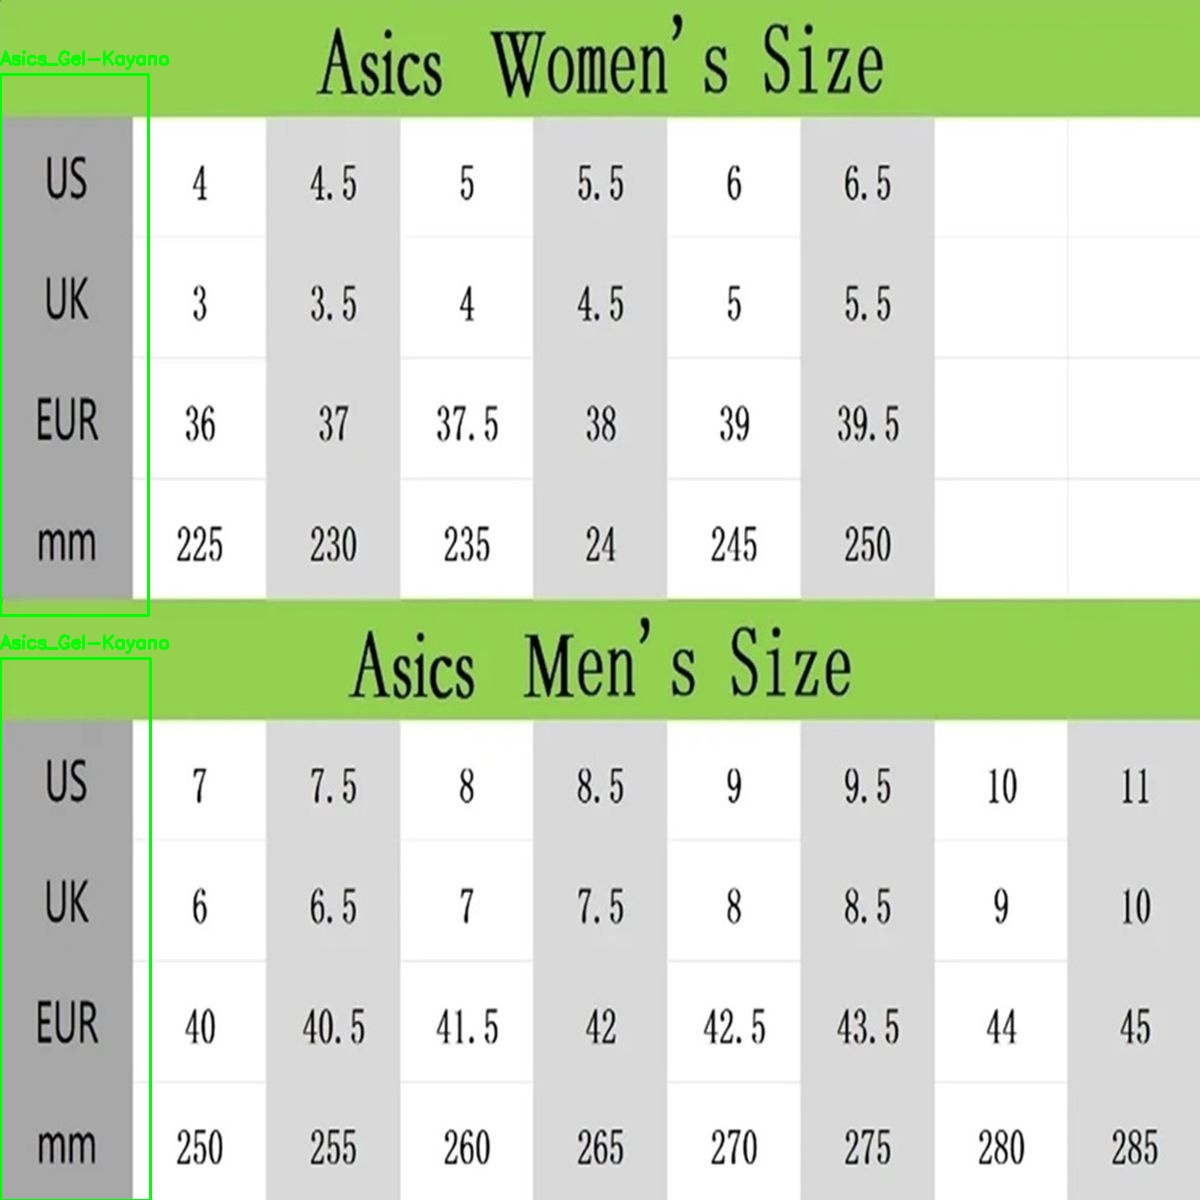 Asics Women's Size
Asics_Gel-Kayano
US 4 4.5 5 5.5 6 6.5
UK 3 3.5 4 4.5 5 5.5
EUR 36 37 37.5 38 39 39.5
mm 225 230 235 24 245 250
Asics Men's Size
Asics_Gel-Kayano
US 7 7.5 8 8.5 9 9.5 10 11
UK 6 6.5 7 7.5 8 8.5 9 10
EUR 40 40.5 41.5 42 42.5 43.5 44 45
mm 250 255 260 265 270 275 280 285